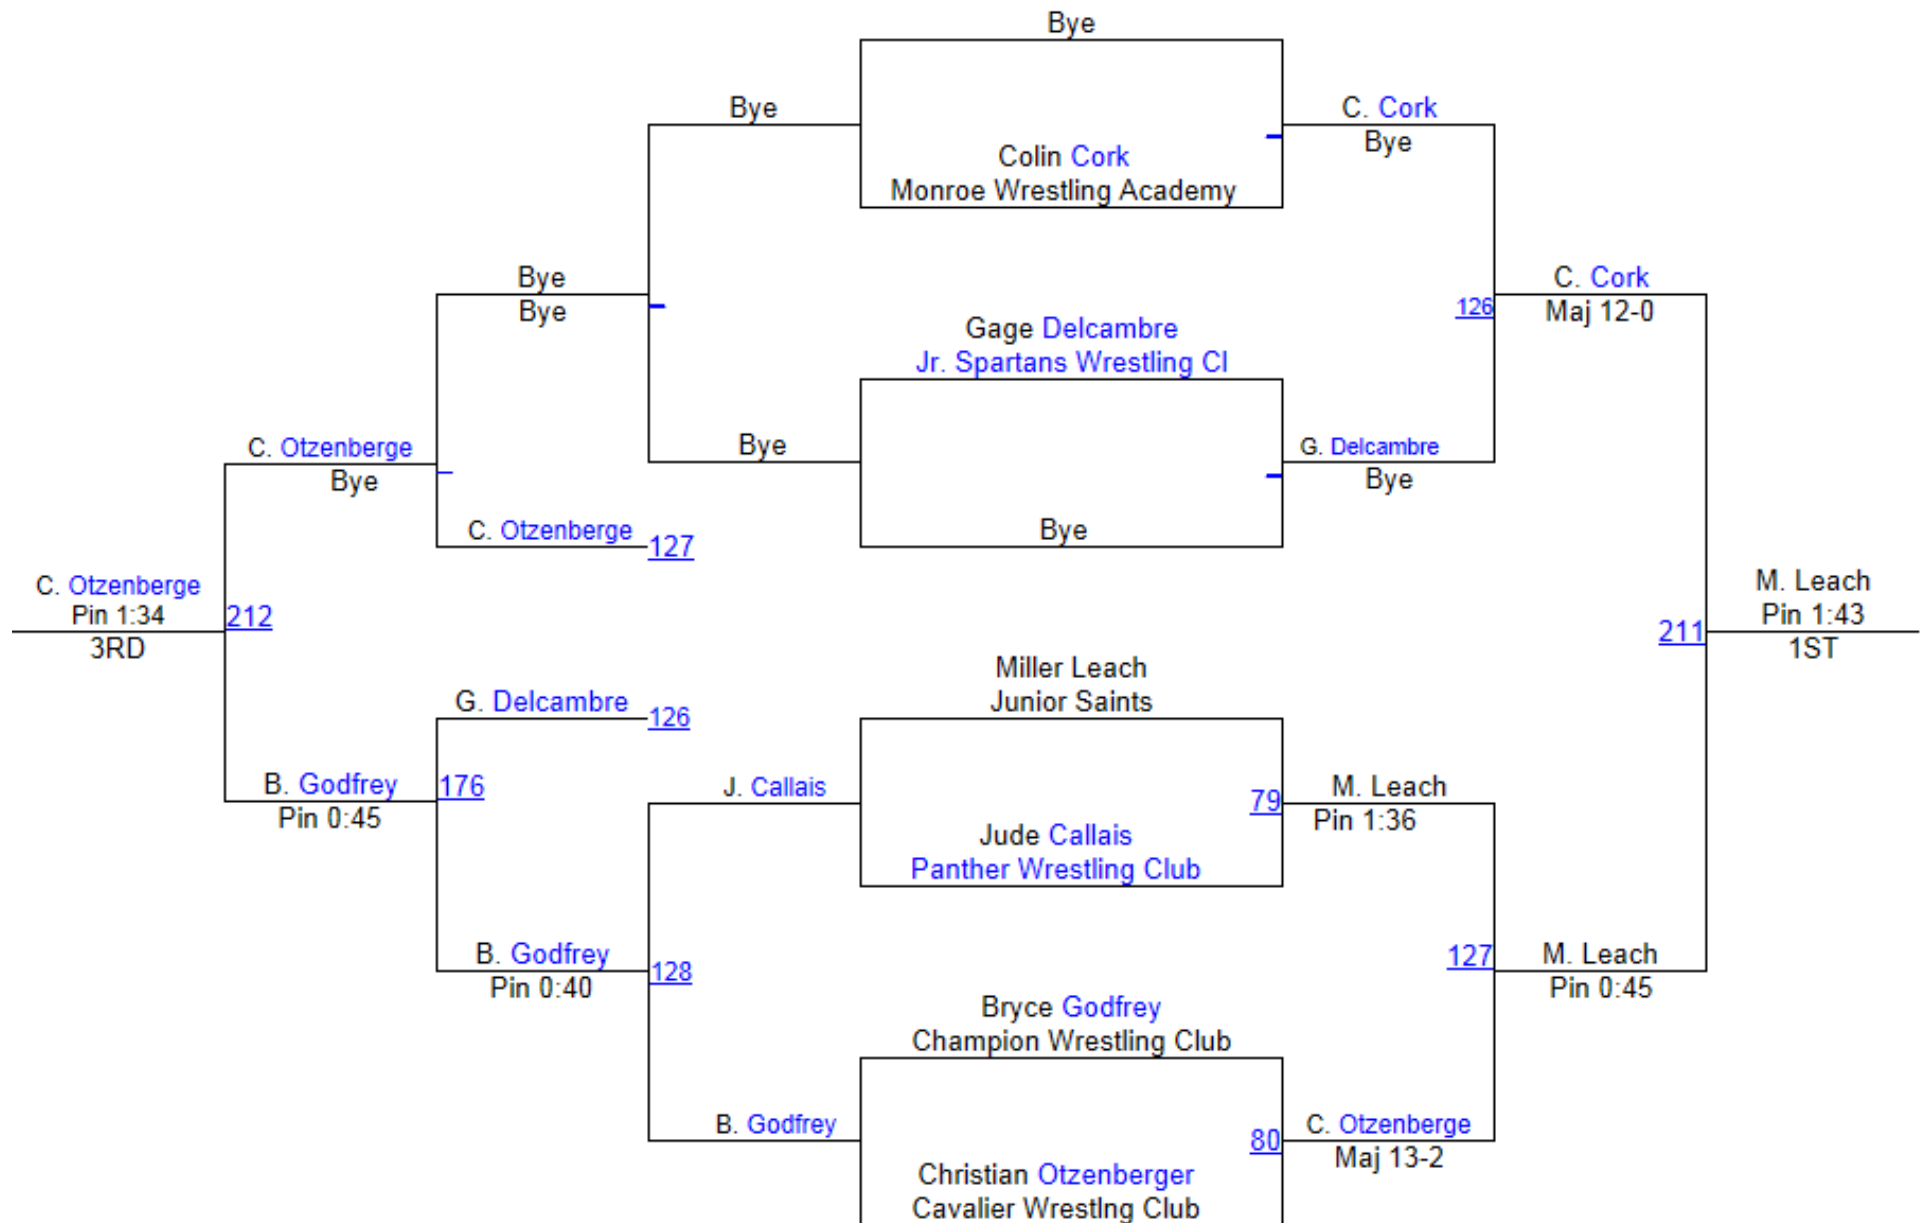 Bye
Bye
C. Cork
Bye
Colin Cork
Monroe Wrestling Academy
Bye
Bye
C. Cork
Maj 12-0
126
Gage Delcambre
Jr. Spartans Wrestling Cl
C. Otzenberge
Bye
Bye
G. Delcambre
Bye
C. Otzenberge
127
Bye
C. Otzenberge
Pin 1:34
3RD
212
M. Leach
Pin 1:43
1ST
211
Miller Leach
Junior Saints
G. Delcambre
126
B. Godfrey
Pin 0:45
176
J. Callais
79
M. Leach
Pin 1:36
Jude Callais
Panther Wrestling Club
B. Godfrey
Pin 0:40
128
127
M. Leach
Pin 0:45
Bryce Godfrey
Champion Wrestling Club
B. Godfrey
80
C. Otzenberge
Maj 13-2
Christian Otzenberger
Cavalier Wrestlng Club